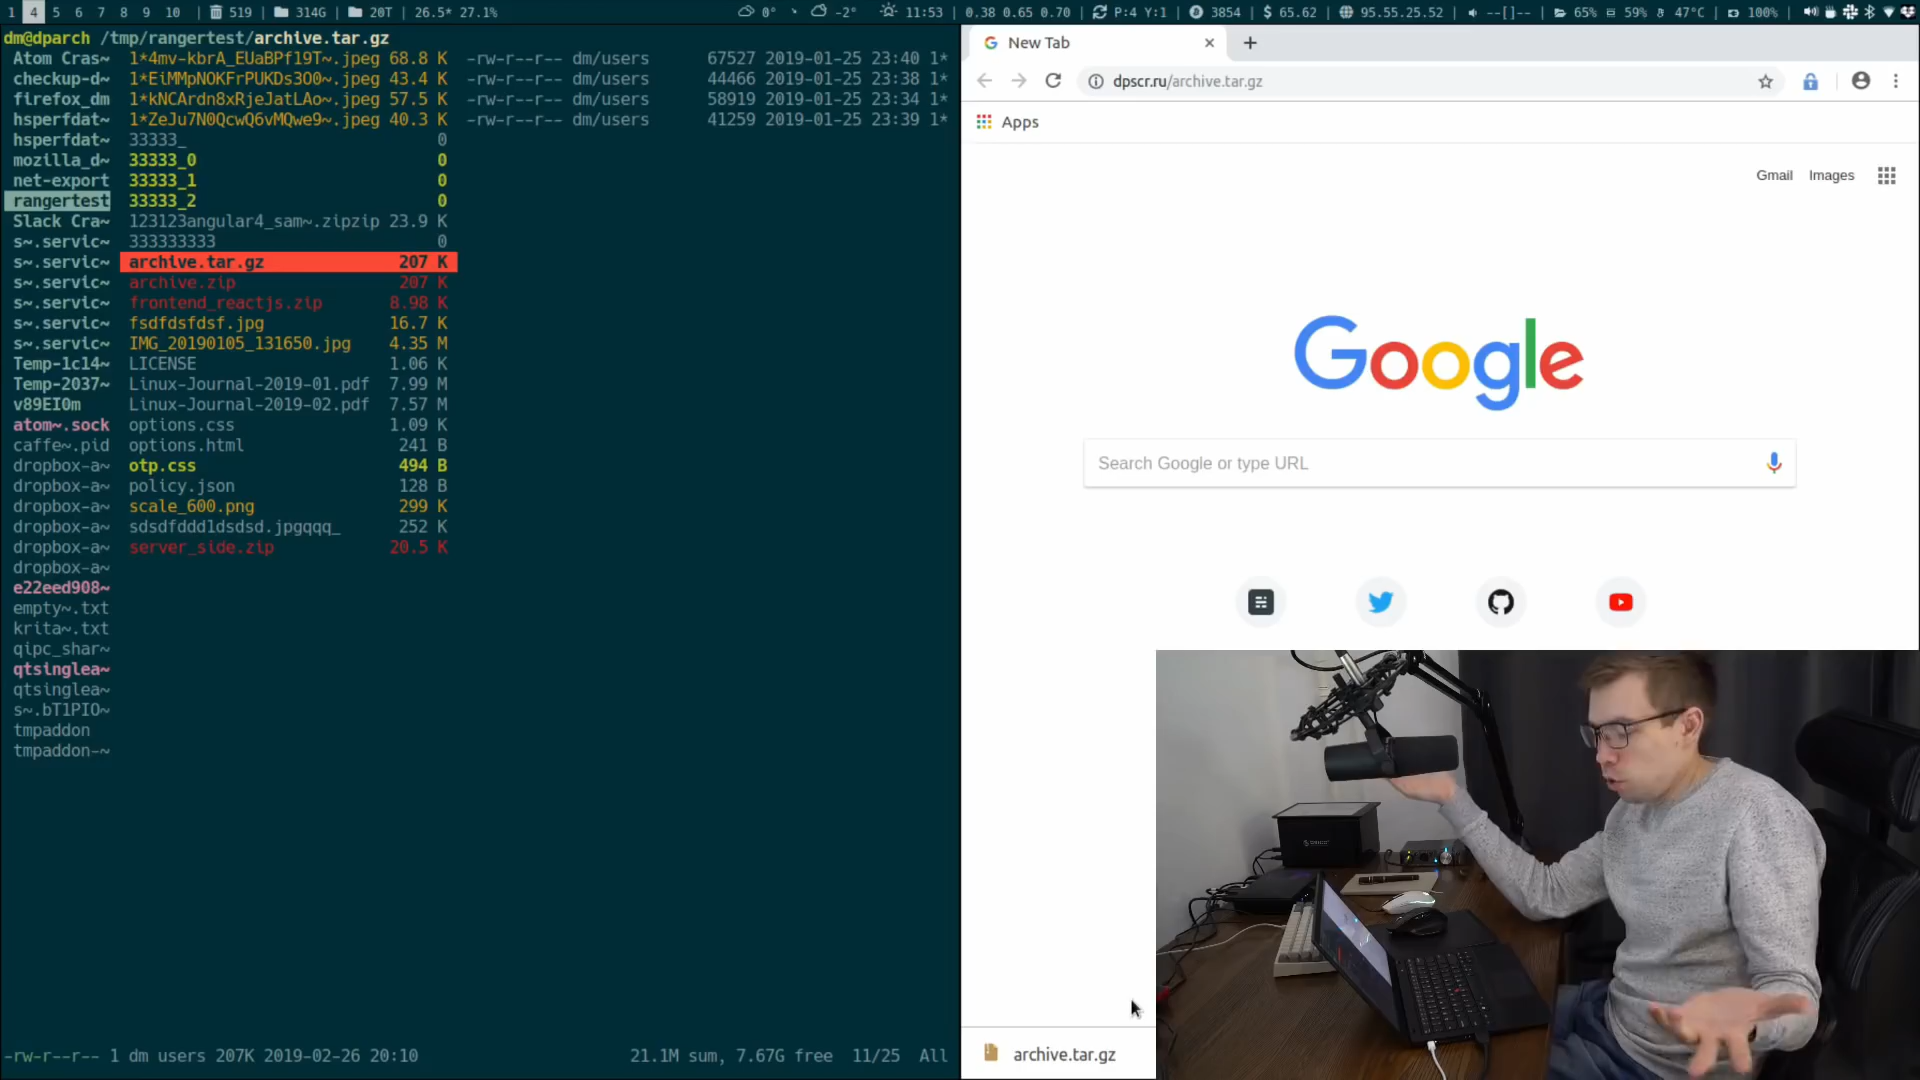 1 4 5 6 7 8 9 10 | 519 | 314G | 20T | 26.5* 27.1% 0° -2° 11:53 | 0.38 0.65 0.70 | P:4 Y:1 | 3854 | $ 65.62 | 95.55.25.52 | --[]-- | 65% 59% 47°C | 100% |
dm@dparch /tmp/rangertest/archive.tar.gz
Atom Cras~ 1*4mv-kbrA_EUaBPf19T~.jpeg 68.8 K -rw-r--r-- dm/users 67527 2019-01-25 23:40 1*
checkup-d~ 1*EiMMpNOKFrPUKDs3O0~.jpeg 43.4 K -rw-r--r-- dm/users 44466 2019-01-25 23:38 1*
firefox_dm 1*kNCArdn8xRjeJatLAo~.jpeg 57.5 K -rw-r--r-- dm/users 58919 2019-01-25 23:34 1*
hsperfdat~ 1*ZeJu7N0QcwQ6vMQwe9~.jpeg 40.3 K -rw-r--r-- dm/users 41259 2019-01-25 23:39 1*
hsperfdat~ 33333_ 0
mozilla_d~ 33333_0 0
net-export 33333_1 0
rangertest 33333_2 0
Slack Cra~ 123123angular4_sam~.zipzip 23.9 K
s~.servic~ 333333333 0
s~.servic~ archive.tar.gz 207 K
s~.servic~ archive.zip 207 K
s~.servic~ frontend_reactjs.zip 8.98 K
s~.servic~ fsdfdsfdsf.jpg 16.7 K
s~.servic~ IMG_20190105_131650.jpg 4.35 M
Temp-1c14~ LICENSE 1.06 K
Temp-2037~ Linux-Journal-2019-01.pdf 7.99 M
v89EI0m Linux-Journal-2019-02.pdf 7.57 M
atom~.sock options.css 1.09 K
caffe~.pid options.html 241 B
dropbox-a~ otp.css 494 B
dropbox-a~ policy.json 128 B
dropbox-a~ scale_600.png 299 K
dropbox-a~ sdsdfddd1dsdsd.jpgqqq_ 252 K
dropbox-a~ server_side.zip 20.5 K
dropbox-a~
e22eed908~
empty~.txt
krita~.txt
qipc_shar~
qtsinglea~
qtsinglea~
s~.bT1PIO~
tmpaddon
tmpaddon-~
-rw-r--r-- 1 dm users 207K 2019-02-26 20:10 21.1M sum, 7.67G free 11/25 All
New Tab
dpscr.ru/archive.tar.gz
Apps
Gmail Images
Google
Search Google or type URL
archive.tar.gz